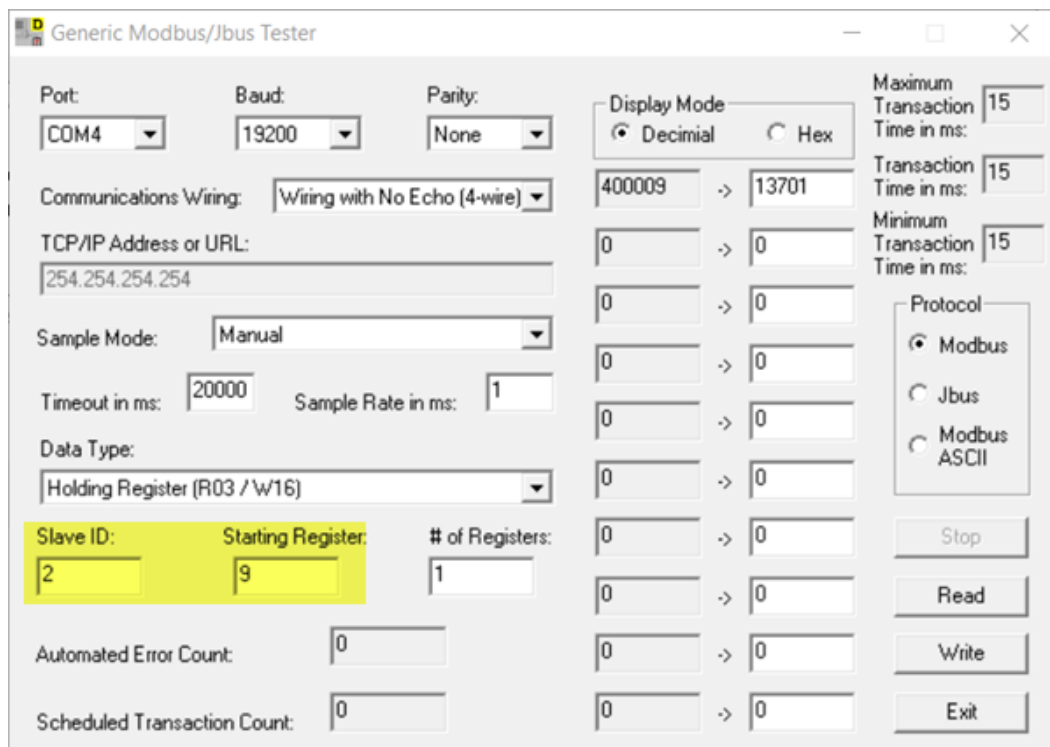 Generic Modbus/Jbus Tester
Port: Baud: Parity:
COM4 19200 None
Communications Wiring: Wiring with No Echo (4-wire)
TCP/IP Address or URL:
254.254.254.254
Sample Mode: Manual
Timeout in ms: 20000 Sample Rate in ms: 1
Data Type:
Holding Register (R03 / W16)
Slave ID: Starting Register: # of Registers:
2 9 1
Automated Error Count: 0
Scheduled Transaction Count: 0
Display Mode
Decimial Hex
400009 -> 13701
0 -> 0
0 -> 0
0 -> 0
0 -> 0
0 -> 0
0 -> 0
0 -> 0
0 -> 0
0 -> 0
Maximum
Transaction 15
Time in ms:
Transaction 15
Time in ms:
Minimum
Transaction 15
Time in ms:
Protocol
Modbus
Jbus
Modbus
ASCII
Stop
Read
Write
Exit